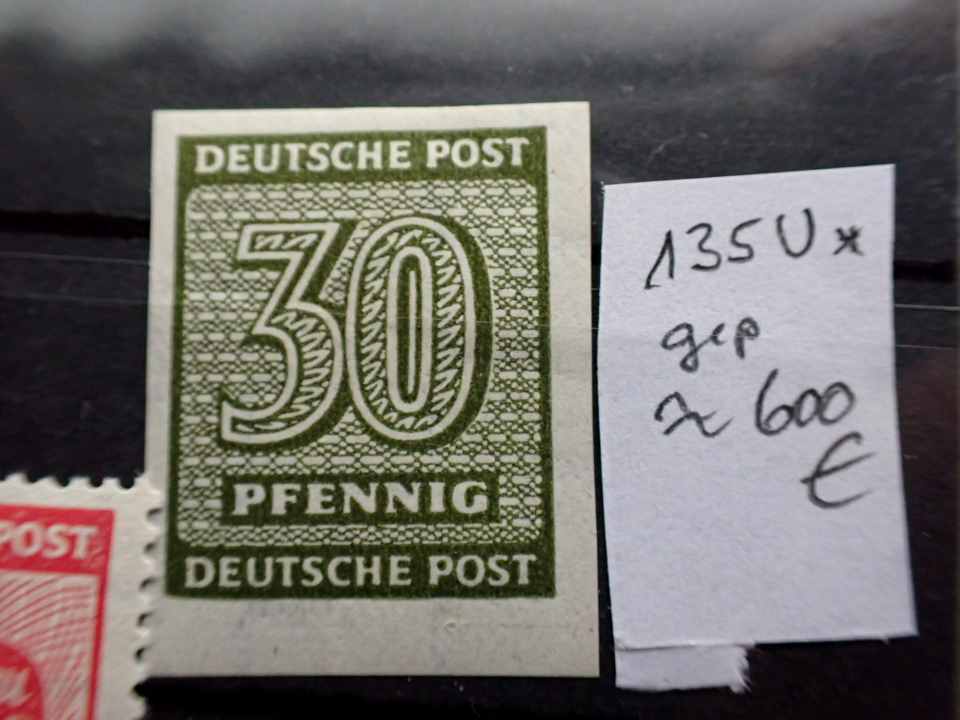 DEUTSCHE POST
30
PFENNIG
DEUTSCHE POST
135U*
gep
≈ 600
€
POST